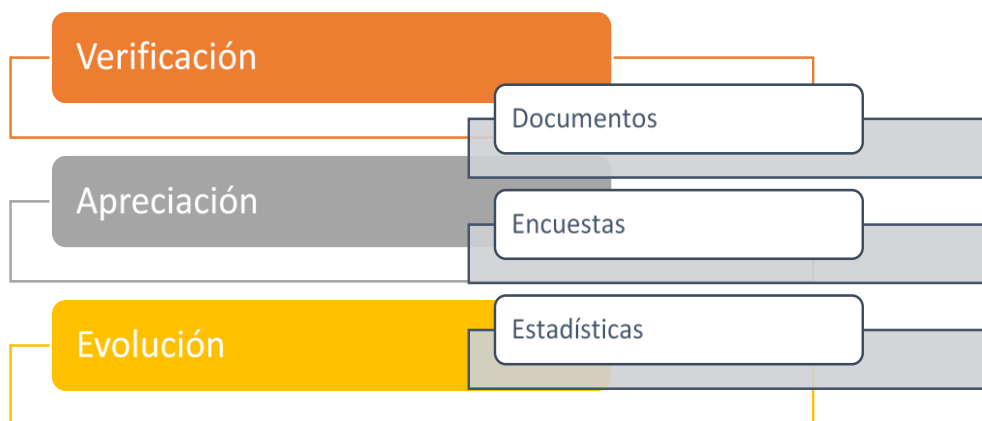 Verificación
Documentos
Apreciación
Encuestas
Evolución
Estadísticas